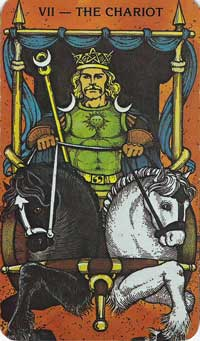 VII — THE CHARIOT